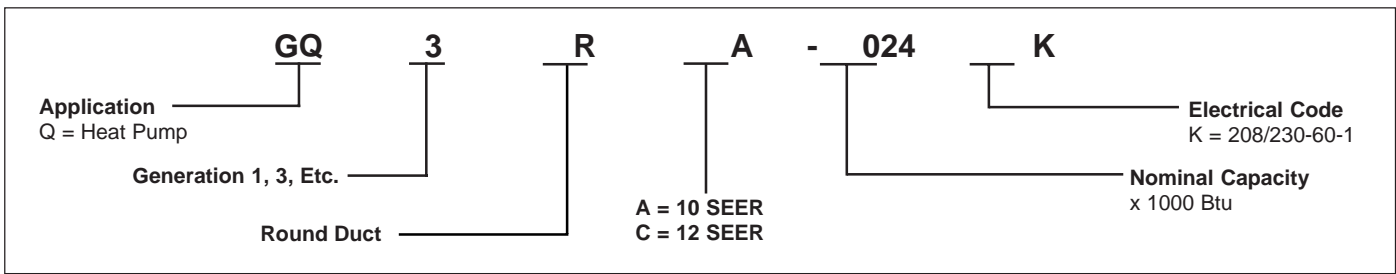 GQ 3 R A - 024 K
Application
Q = Heat Pump
Generation 1, 3, Etc.
Round Duct
A = 10 SEER
C = 12 SEER
Electrical Code
K = 208/230-60-1
Nominal Capacity
x 1000 Btu